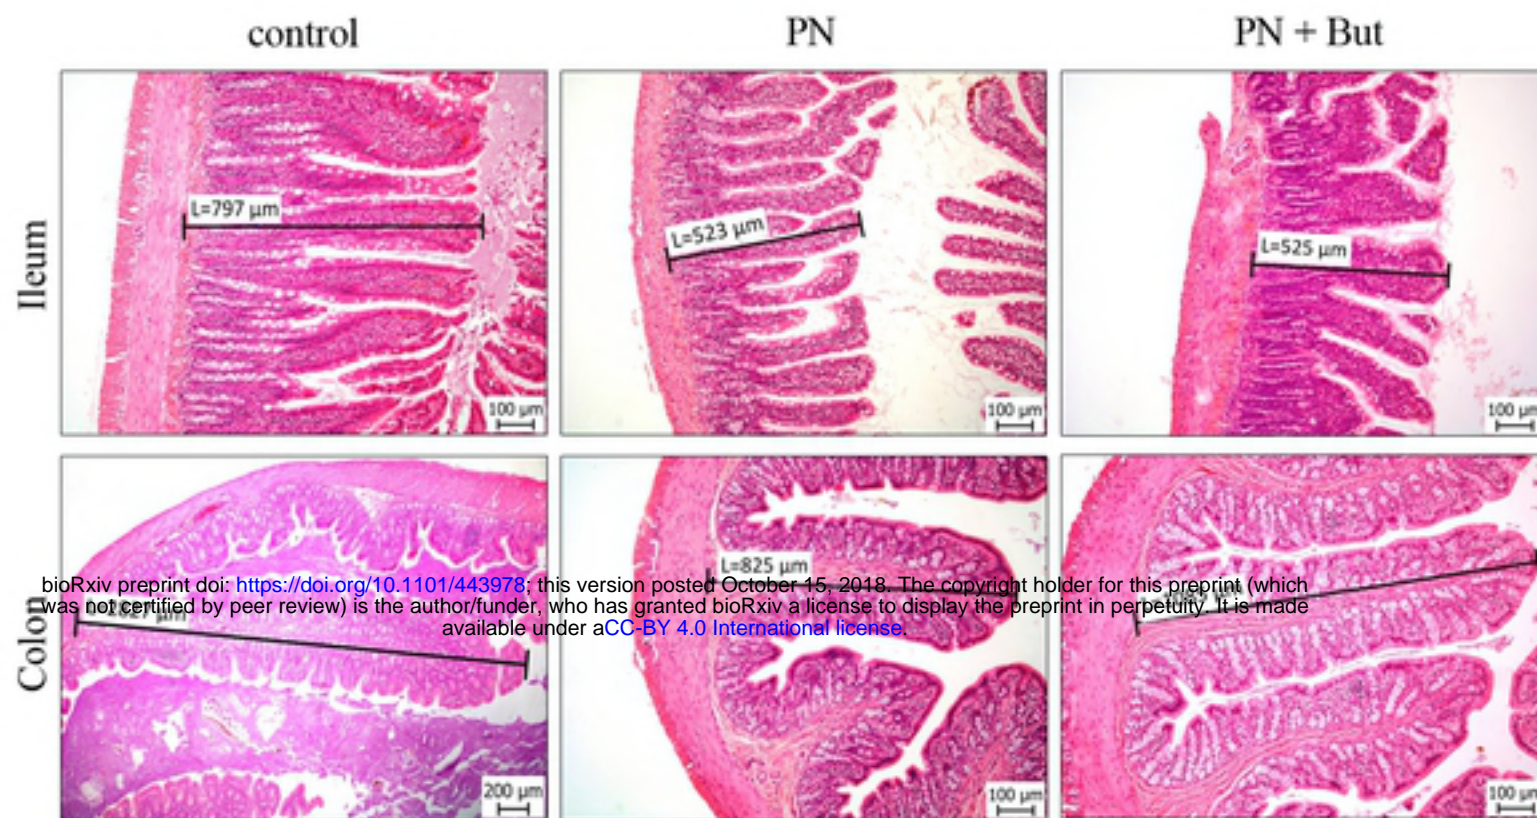 control
PN
PN + But
Ileum
L=797 µm
L=523 µm
L=525 µm
100 µm
100 µm
100 µm
Colon
L=825 µm
bioRxiv preprint doi: https://doi.org/10.1101/443978; this version posted October 15, 2018. The copyright holder for this preprint (which
was not certified by peer review) is the author/funder, who has granted bioRxiv a license to display the preprint in perpetuity. It is made
available under aCC-BY 4.0 International license.
200 µm
100 µm
100 µm